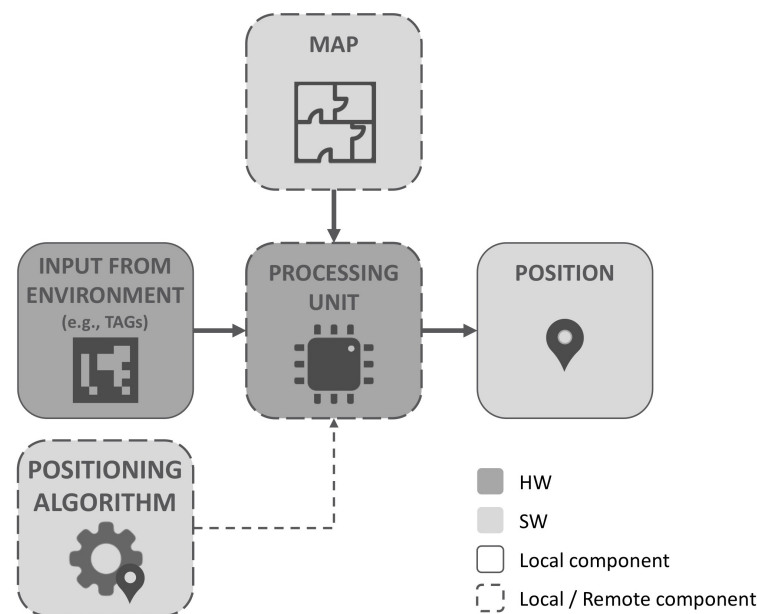 MAP
INPUT FROM
ENVIRONMENT
(e.g., TAGs)
PROCESSING
UNIT
POSITION
POSITIONING
ALGORITHM
HW
SW
Local component
Local / Remote component